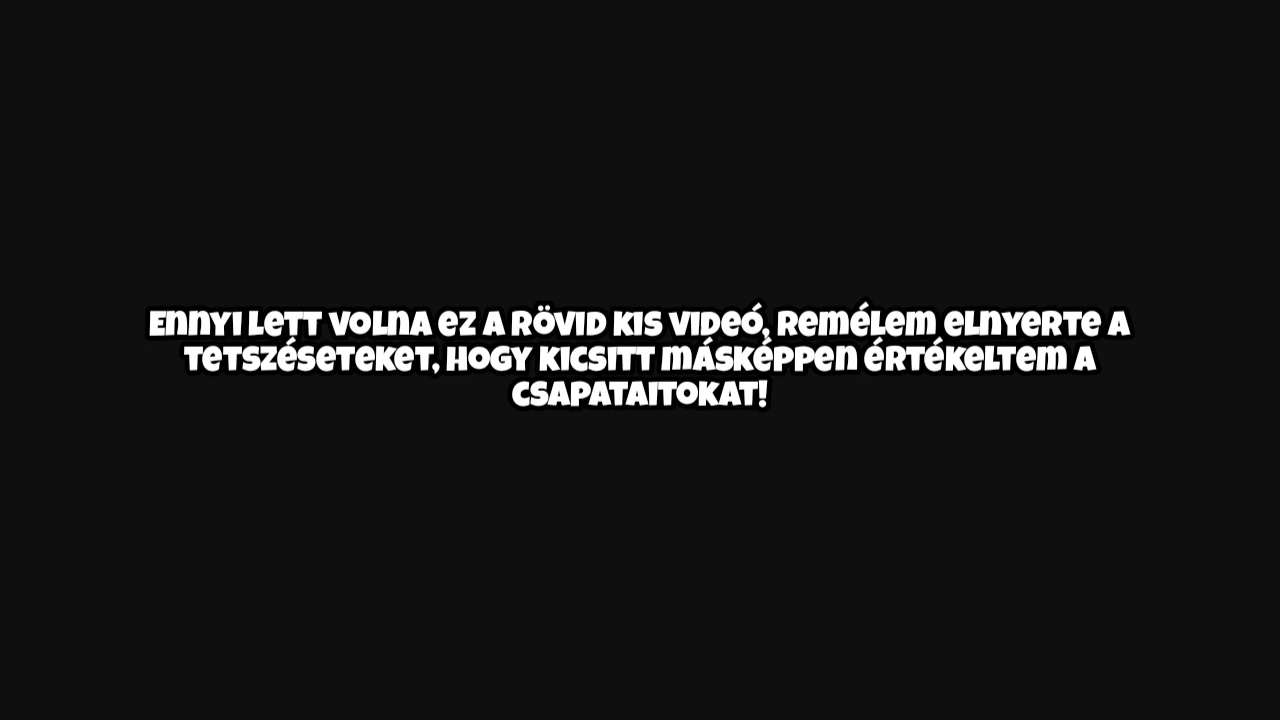 Ennyi lett volna ez a rövid kis videó, remélem elnyerte a
tetszéseteket, hogy kicsitt másképpen értékeltem a
csapataitokat!